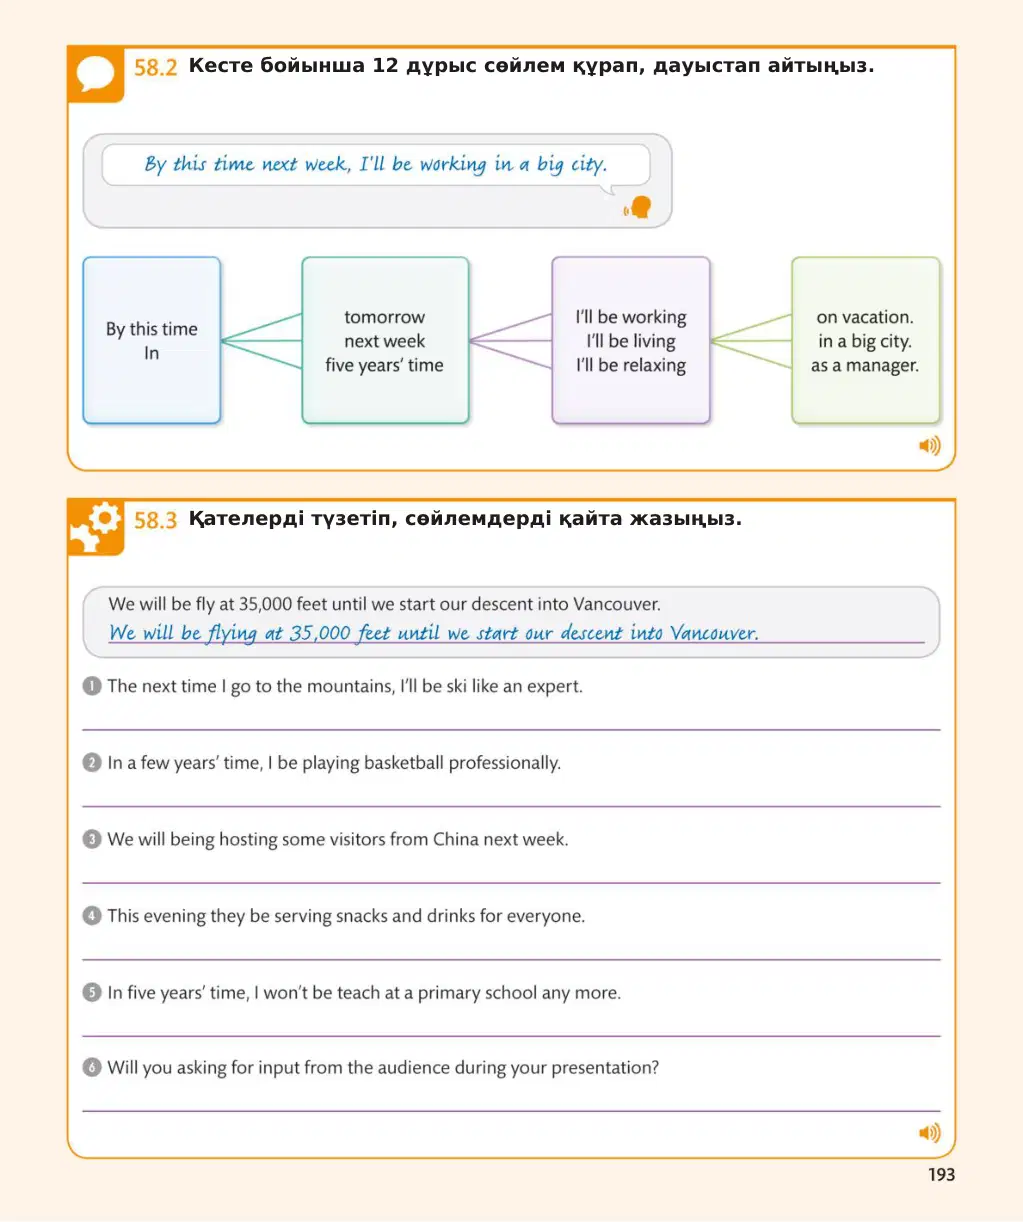 58.2 Кесте бойынша 12 дұрыс сөйлем құрап, дауыстап айтыңыз.
By this time next week, I'll be working in a big city.
By this time
In
tomorrow
next week
five years’ time
I’ll be working
I’ll be living
I’ll be relaxing
on vacation.
in a big city.
as a manager.
58.3 Қателерді түзетіп, сөйлемдерді қайта жазыңыз.
We will be fly at 35,000 feet until we start our descent into Vancouver.
We will be flying at 35,000 feet until we start our descent into Vancouver.
1 The next time I go to the mountains, I’ll be ski like an expert.
2 In a few years’ time, I be playing basketball professionally.
3 We will being hosting some visitors from China next week.
4 This evening they be serving snacks and drinks for everyone.
5 In five years’ time, I won’t be teach at a primary school any more.
6 Will you asking for input from the audience during your presentation?
193